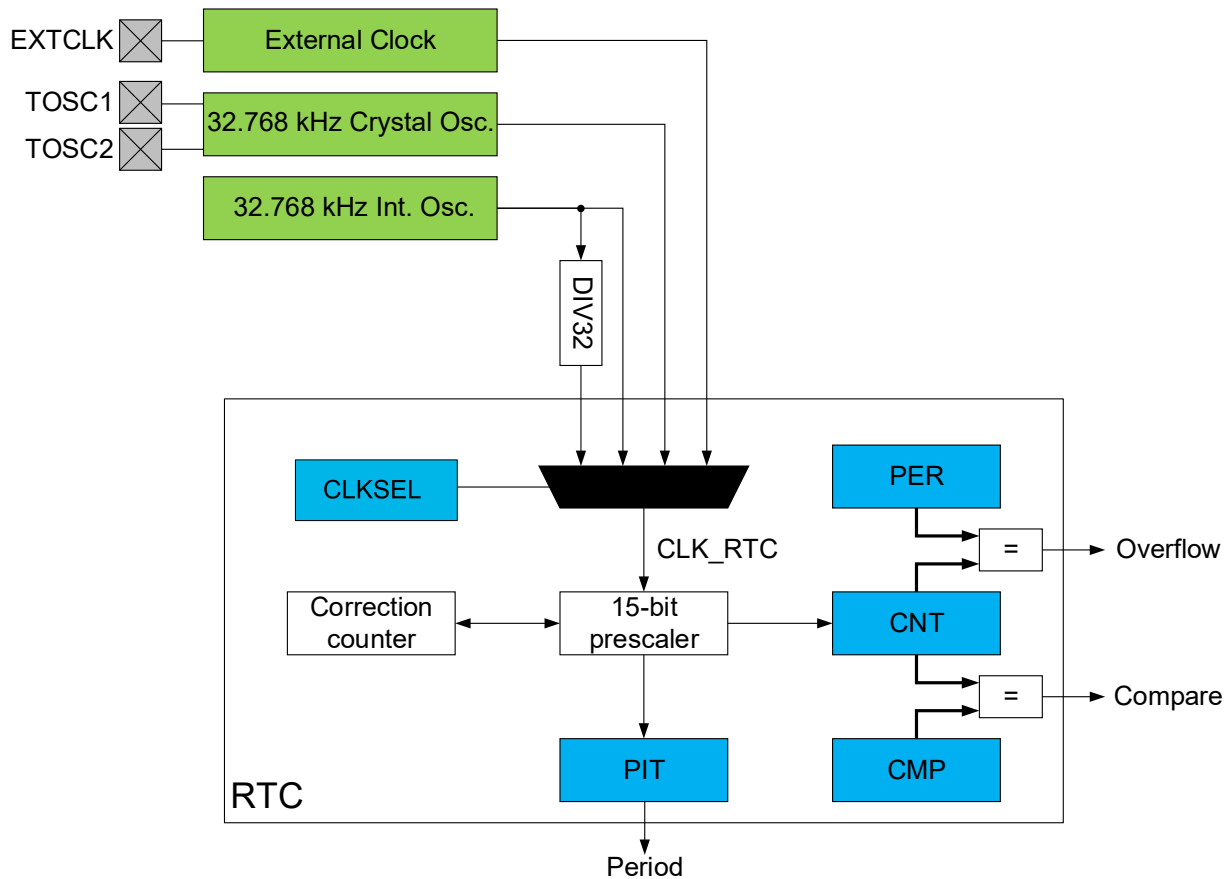 EXTCLK
External Clock
TOSC1
TOSC2
32.768 kHz Crystal Osc.
32.768 kHz Int. Osc.
DIV32
CLKSEL
PER
CLK_RTC
=
Overflow
Correction
counter
15-bit
prescaler
CNT
=
Compare
PIT
CMP
RTC
Period